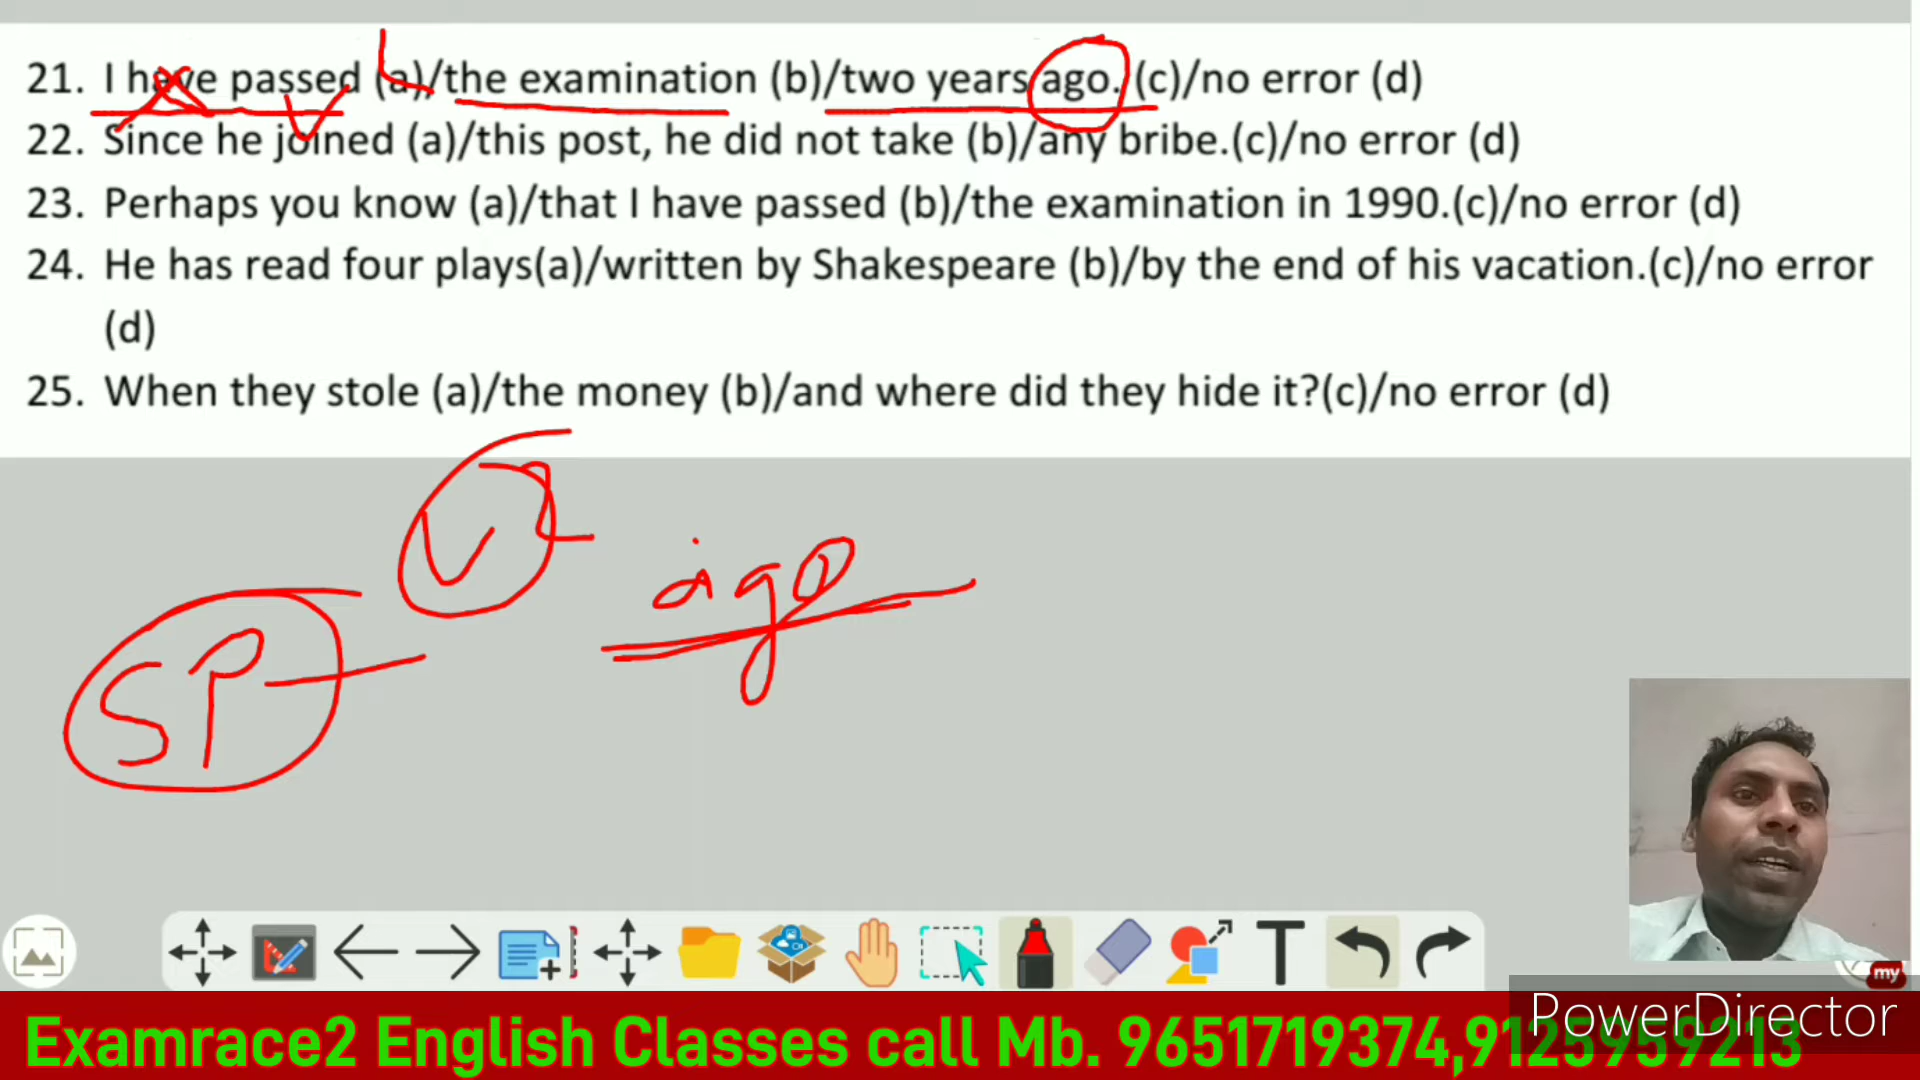 21. I have passed (a)/the examination (b)/two years ago. (c)/no error (d)
22. Since he joined (a)/this post, he did not take (b)/any bribe.(c)/no error (d)
23. Perhaps you know (a)/that I have passed (b)/the examination in 1990.(c)/no error (d)
24. He has read four plays(a)/written by Shakespeare (b)/by the end of his vacation.(c)/no error
(d)
25. When they stole (a)/the money (b)/and where did they hide it?(c)/no error (d)
V2
ago
SP
T
my
PowerDirector
Examrace2 English Classes call Mb. 9651719374,9125959213